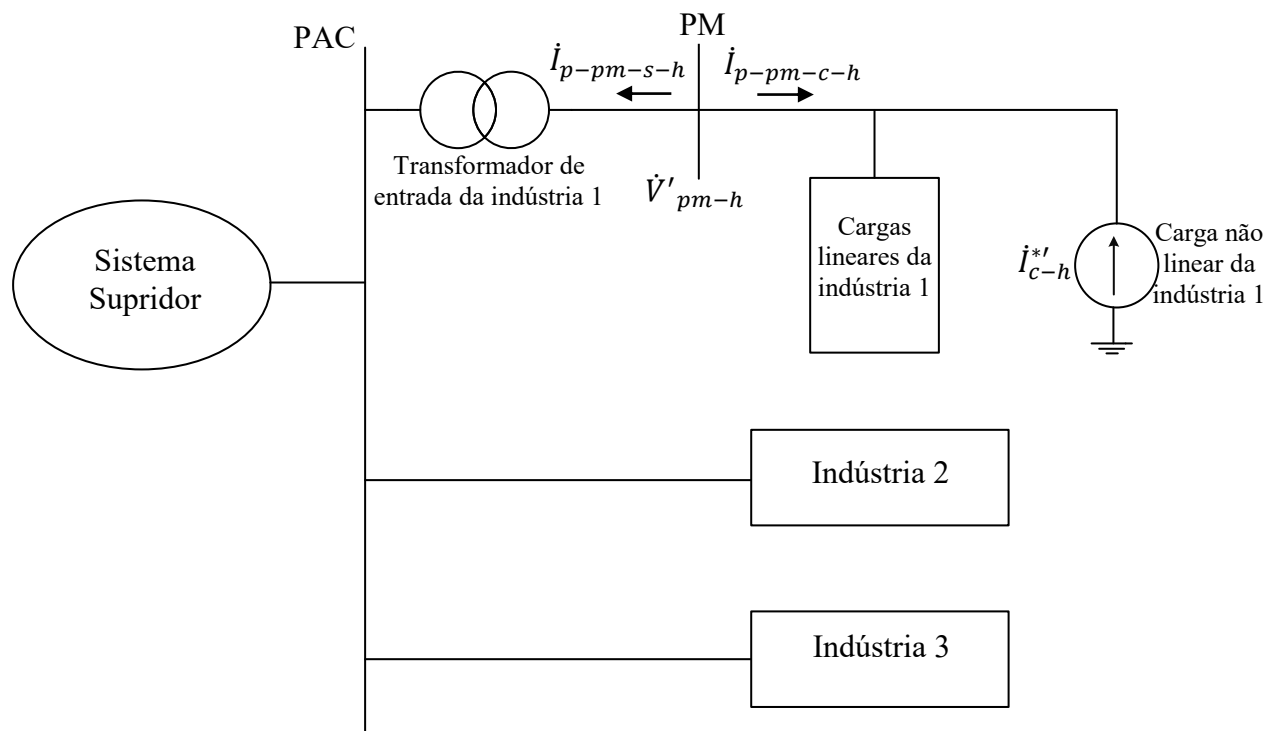 PAC
PM
İ_{p-pm-s-h}
İ_{p-pm-c-h}
Transformador de
entrada da indústria 1
V̇'_{pm-h}
Sistema
Supridor
Cargas
lineares da
indústria 1
İ^{*'}_{c-h}
Carga não
linear da
indústria 1
Indústria 2
Indústria 3